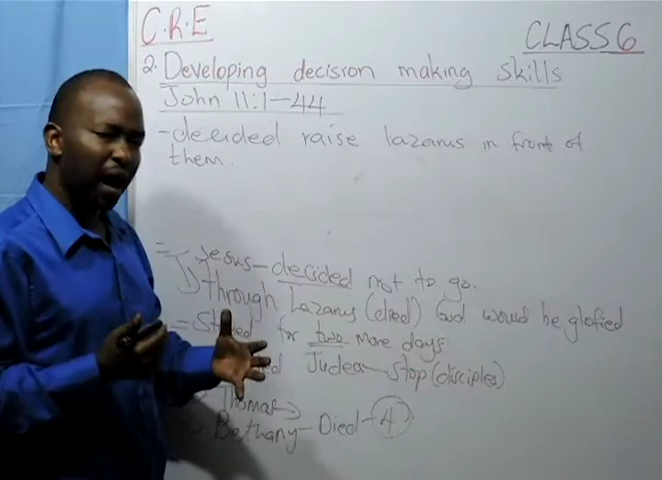 C.R.E
CLASS 6
2. Developing decision making skills
John 11:1-44
- decided raise lazarus in front of
them.
= Jesus - decided not to go.
through Lazarus (died) God would be glofied.
= for two more days
Judea - Stop (disciples)
Thomas
Bethany - Died - 4